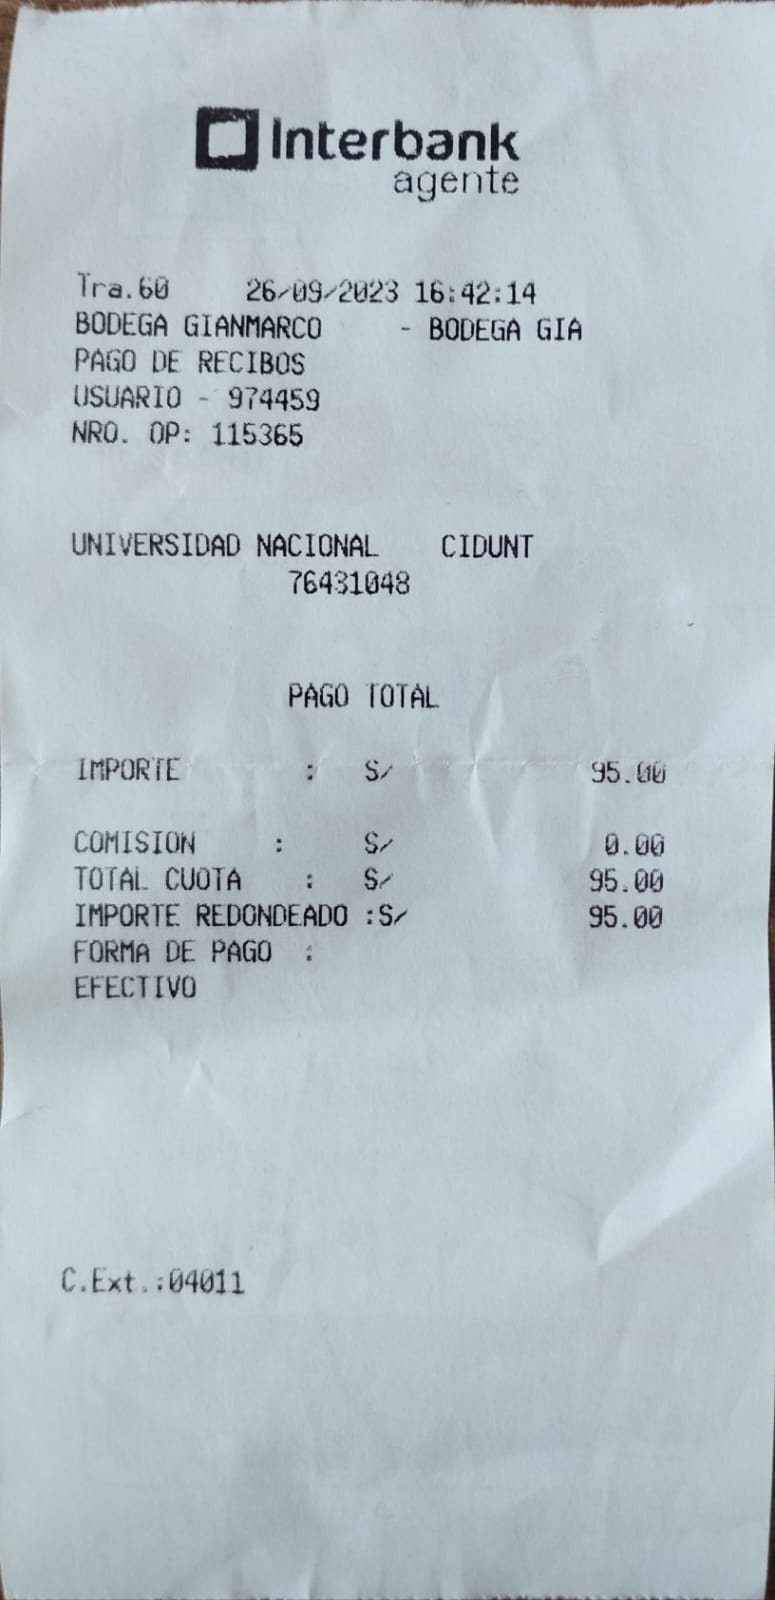 Interbank
agente
Tra.60 26/09/2023 16:42:14
BODEGA GIANMARCO - BODEGA GIA
PAGO DE RECIBOS
USUARIO - 974459
NRO. OP: 115365
UNIVERSIDAD NACIONAL CIDUNT
76431048
PAGO TOTAL
IMPORTE : S/ 95.00
COMISION : S/ 0.00
TOTAL CUOTA : S/ 95.00
IMPORTE REDONDEADO :S/ 95.00
FORMA DE PAGO :
EFECTIVO
C.Ext.:04011